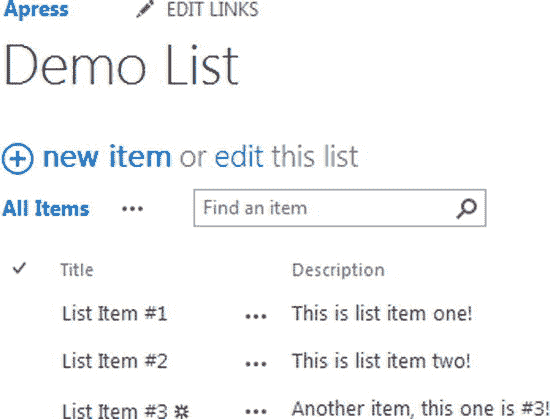 Apress EDIT LINKS
Demo List
new item or edit this list
All Items ••• Find an item
Title Description
List Item #1 ••• This is list item one!
List Item #2 ••• This is list item two!
List Item #3 ••• Another item, this one is #3!